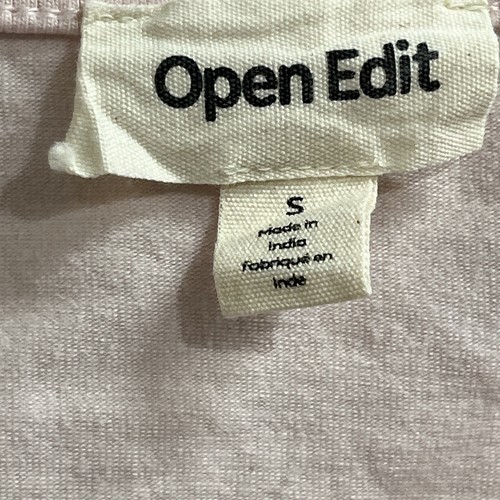 Open Edit
S
Made in
India
Fabriqué en
Inde